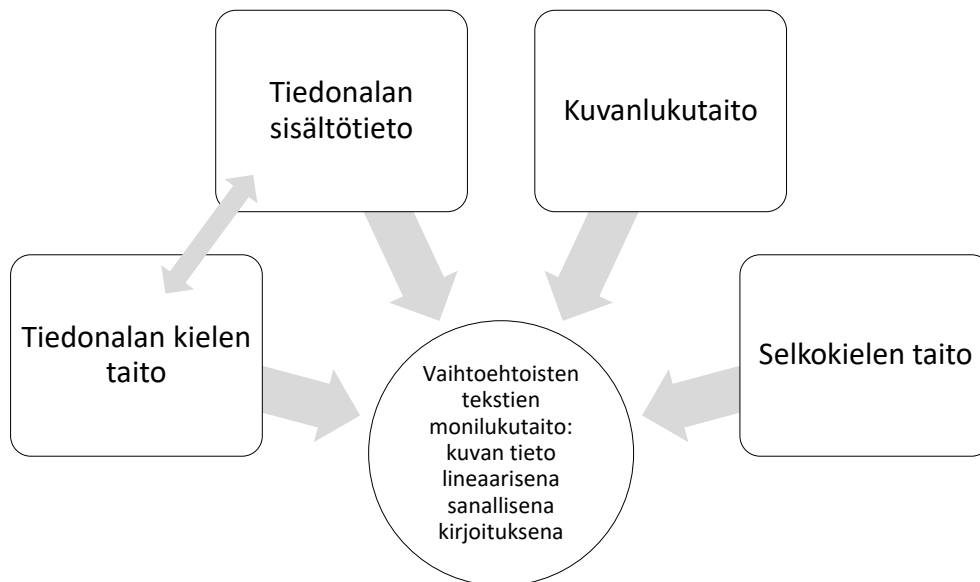 Tiedonalan
sisältötieto
Kuvanlukutaito
Tiedonalan kielen
taito
Selkokielen taito
Vaihtoehtoisten
tekstien
monilukutaito:
kuvan tieto
lineaarisena
sanallisena
kirjoituksena